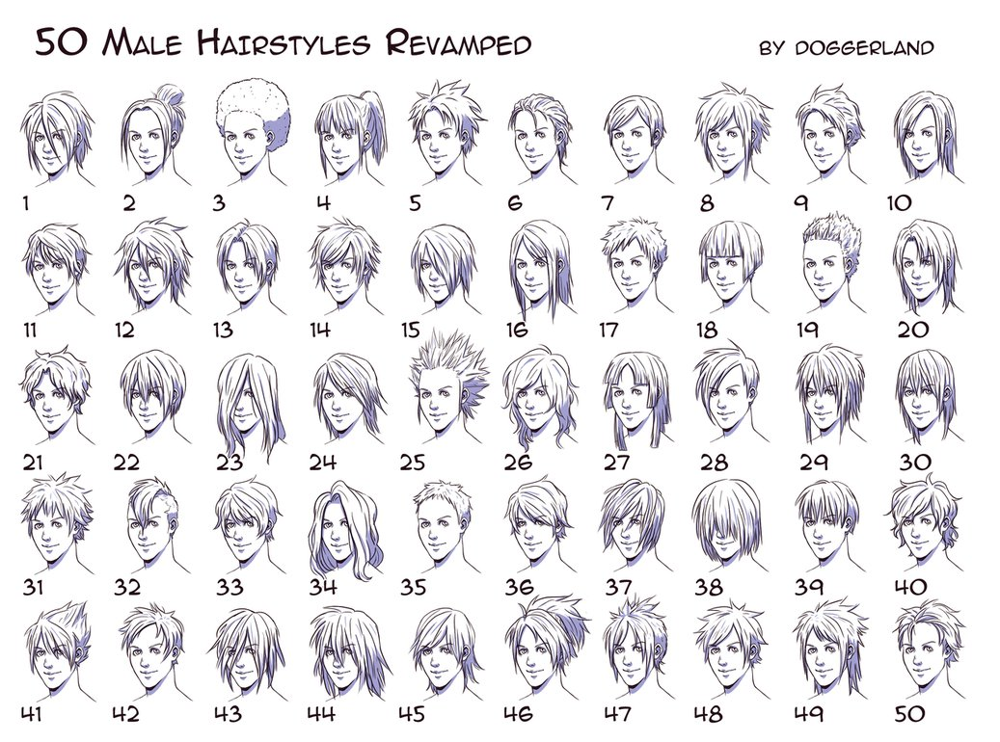 50 Male Hairstyles Revamped
by doggerland
1 2 3 4 5 6 7 8 9 10
11 12 13 14 15 16 17 18 19 20
21 22 23 24 25 26 27 28 29 30
31 32 33 34 35 36 37 38 39 40
41 42 43 44 45 46 47 48 49 50